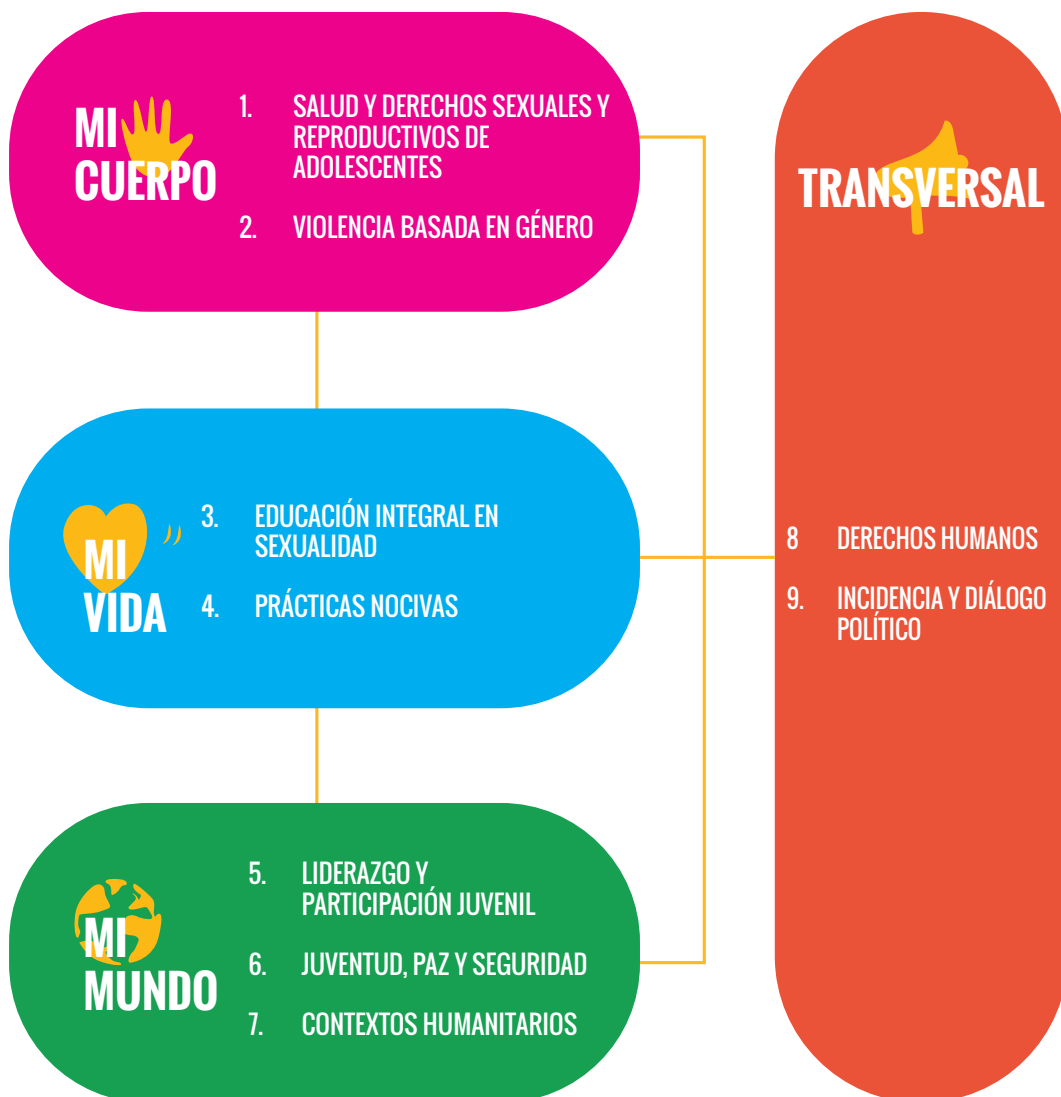 MI
CUERPO
1. SALUD Y DERECHOS SEXUALES Y
REPRODUCTIVOS DE
ADOLESCENTES
2. VIOLENCIA BASADA EN GÉNERO
MI
VIDA
3. EDUCACIÓN INTEGRAL EN
SEXUALIDAD
4. PRÁCTICAS NOCIVAS
MI
MUNDO
5. LIDERAZGO Y
PARTICIPACIÓN JUVENIL
6. JUVENTUD, PAZ Y SEGURIDAD
7. CONTEXTOS HUMANITARIOS
TRANSVERSAL
8 DERECHOS HUMANOS
9. INCIDENCIA Y DIÁLOGO
POLÍTICO